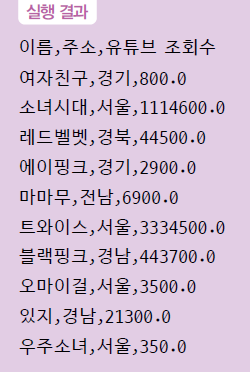 실행 결과
이름,주소,유튜브 조회수
여자친구,경기,800.0
소녀시대,서울,1114600.0
레드벨벳,경북,44500.0
에이핑크,경기,2900.0
마마무,전남,6900.0
트와이스,서울,3334500.0
블랙핑크,경남,443700.0
오마이걸,서울,3500.0
있지,경남,21300.0
우주소녀,서울,350.0